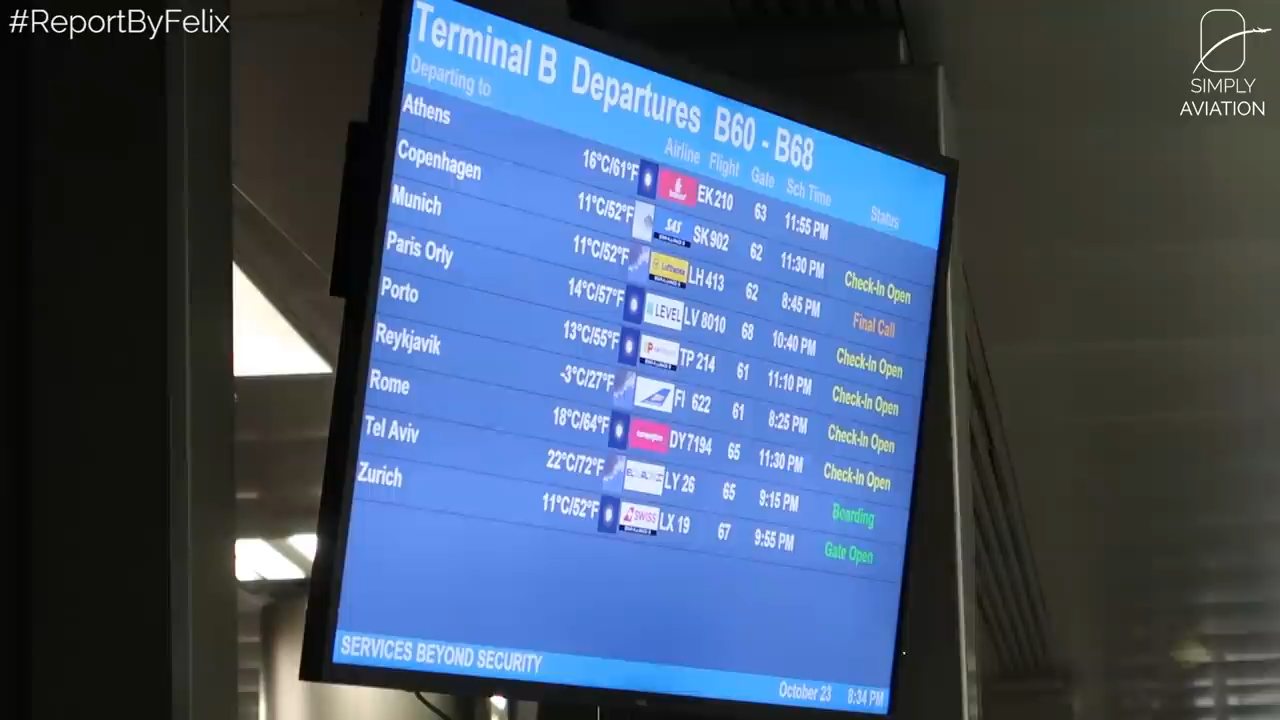 #ReportByFelix
SIMPLY
AVIATION
Terminal B Departures B60 - B68
Departing to Airline Flight Gate Sch Time Status
Athens 16°C/61°F EK 210 63 11:55 PM
Copenhagen 11°C/52°F SAS SK 902 62 11:30 PM Check-In Open
Munich 11°C/52°F Lufthansa LH 413 62 8:45 PM Final Call
Paris Orly 14°C/57°F LEVEL LV 8010 68 10:40 PM Check-In Open
Porto 13°C/55°F TP 214 61 11:10 PM Check-In Open
Reykjavik -3°C/27°F FI 622 61 8:25 PM Check-In Open
Rome 18°C/64°F norwegian DY 7194 65 11:30 PM Check-In Open
Tel Aviv 22°C/72°F LY 26 65 9:15 PM Boarding
Zurich 11°C/52°F SWISS LX 19 67 9:55 PM Gate Open
SERVICES BEYOND SECURITY
October 23 8:34 PM